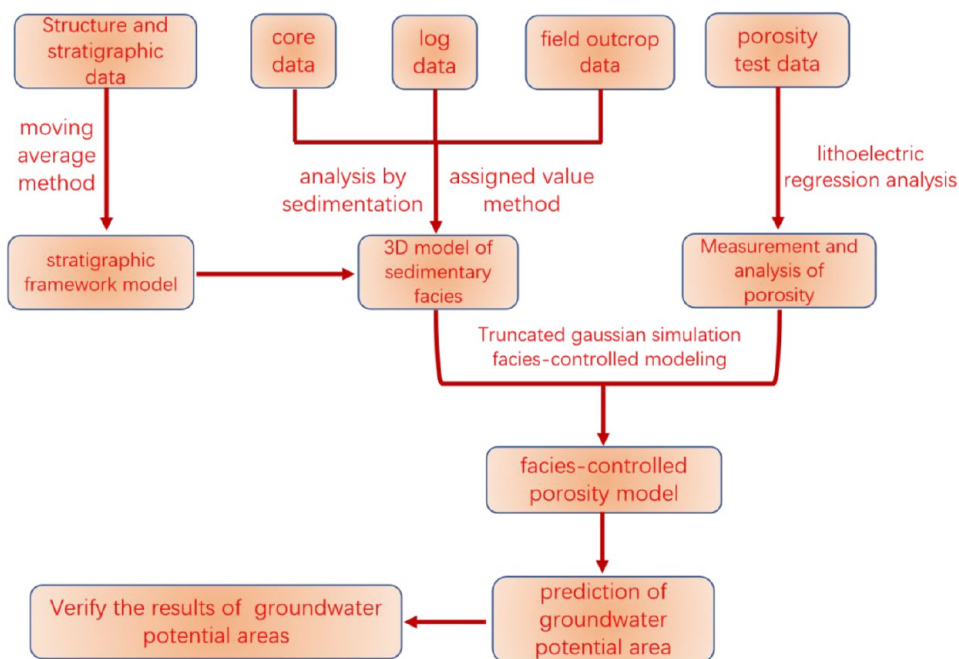 Structure and
stratigraphic
data
core
data
log
data
field outcrop
data
porosity
test data
moving
average
method
analysis by
sedimentation
assigned value
method
lithoelectric
regression analysis
stratigraphic
framework model
3D model of
sedimentary
facies
Measurement and
analysis of
porosity
Truncated gaussian simulation
facies-controlled modeling
facies-controlled
porosity model
prediction of
groundwater
potential area
Verify the results of groundwater
potential areas